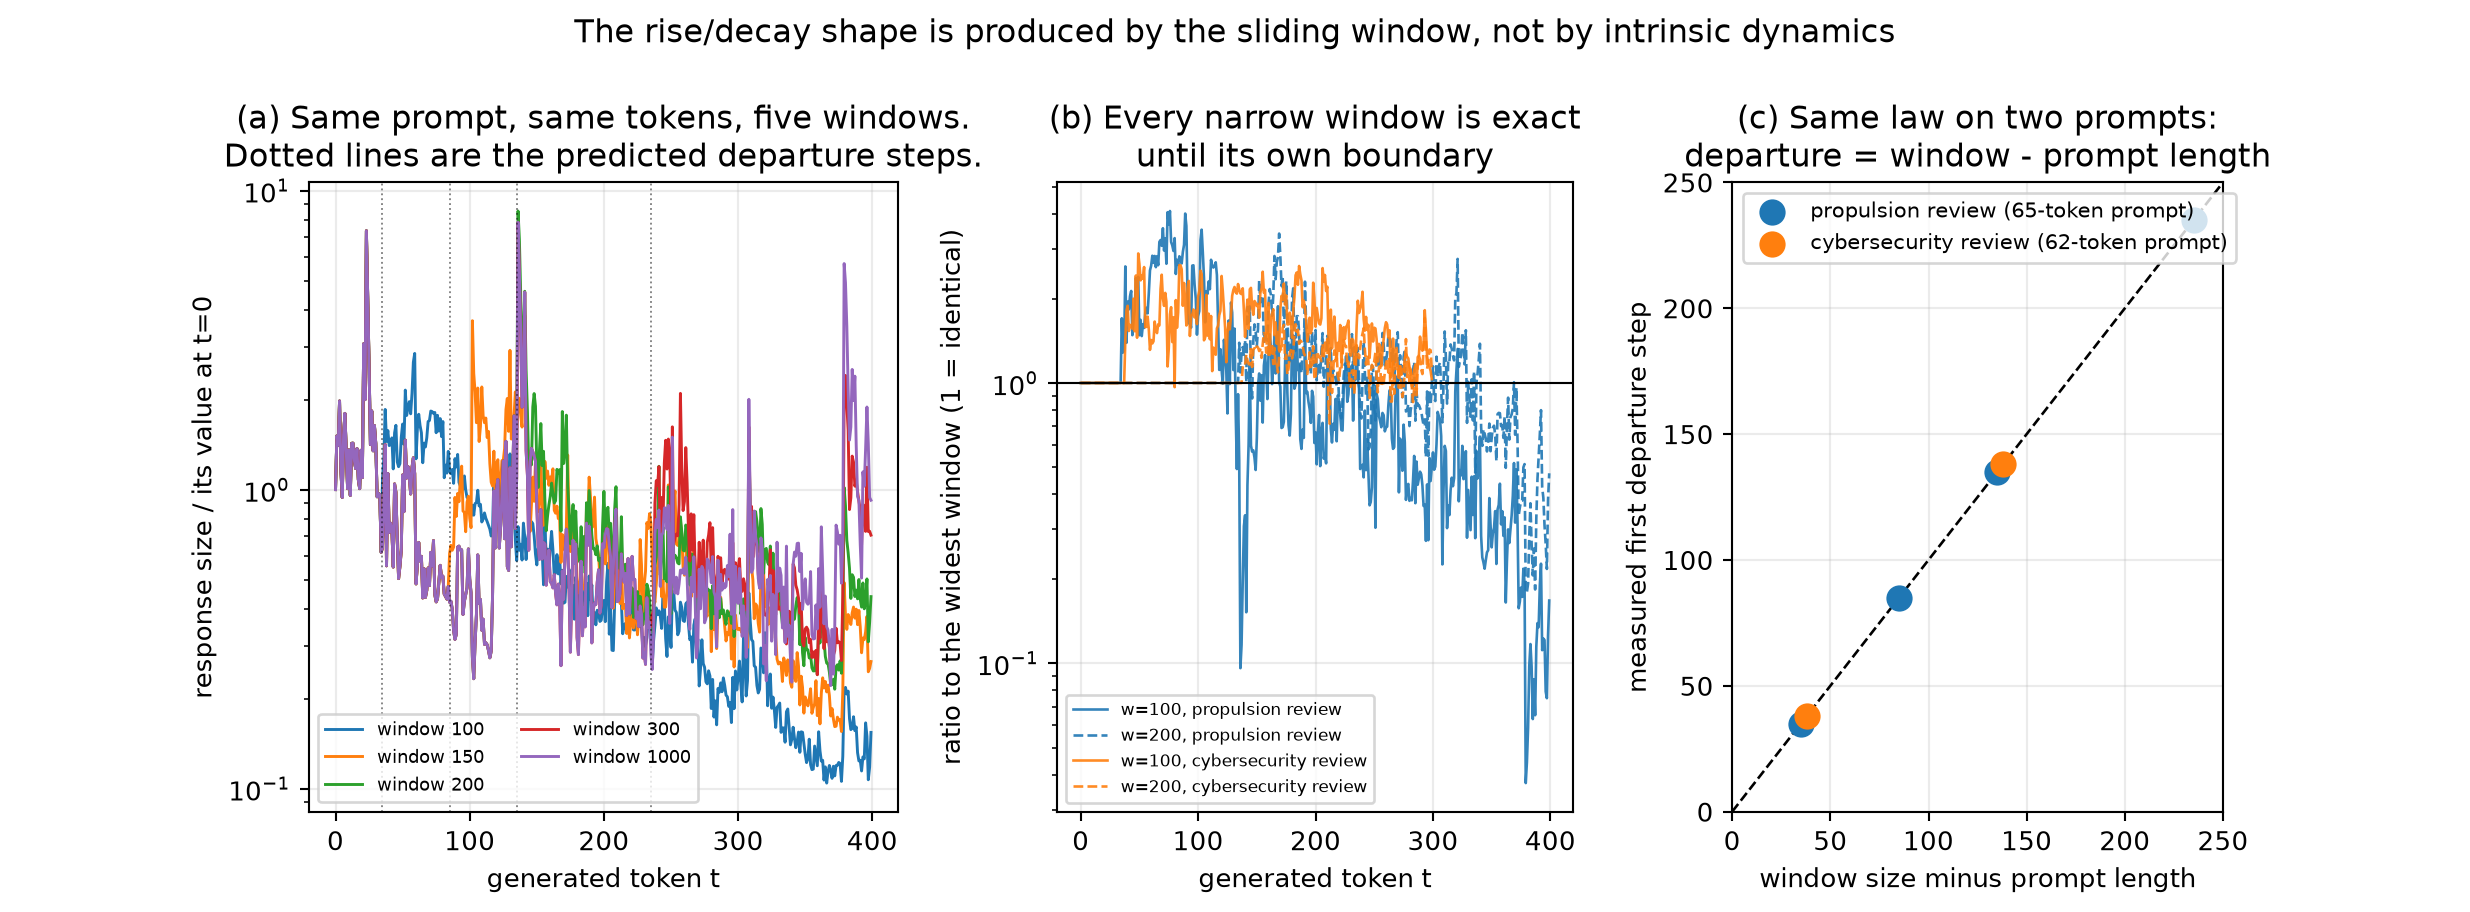 The rise/decay shape is produced by the sliding window, not by intrinsic dynamics
(a) Same prompt, same tokens, five windows.
Dotted lines are the predicted departure steps.
response size / its value at t=0
10¹
10⁰
10⁻¹
window 100
window 150
window 200
window 300
window 1000
0
100
200
300
400
generated token t
(b) Every narrow window is exact
until its own boundary
ratio to the widest window (1 = identical)
10⁰
10⁻¹
w=100, propulsion review
w=200, propulsion review
w=100, cybersecurity review
w=200, cybersecurity review
0
100
200
300
400
generated token t
(c) Same law on two prompts:
departure = window - prompt length
measured first departure step
250
200
150
100
50
0
propulsion review (65-token prompt)
cybersecurity review (62-token prompt)
0
50
100
150
200
250
window size minus prompt length